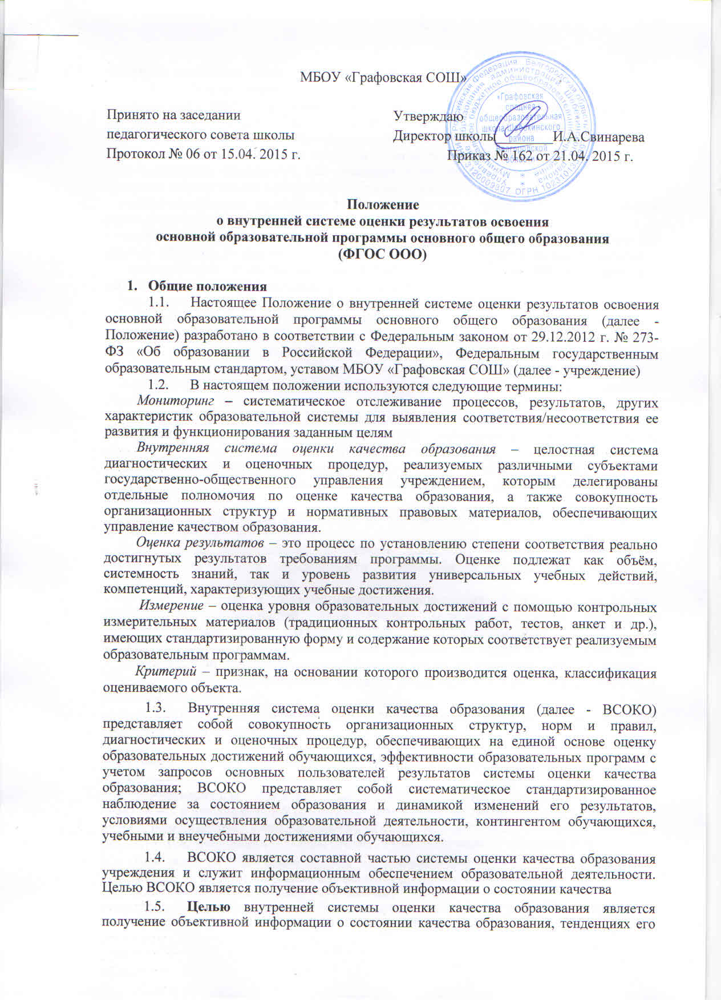 МБОУ «Графовская СОШ»
Принято на заседании
педагогического совета школы
Протокол № 06 от 15.04. 2015 г.
Утверждаю
Директор школы________И.А.Свинарева
Приказ № 162 от 21.04. 2015 г.
«Графовская
средняя
общеобразовательная
школа Шебекинского
района
Белгородской
области»
Положение
о внутренней системе оценки результатов освоения
основной образовательной программы основного общего образования
(ФГОС ООО)
1. Общие положения
1.1. Настоящее Положение о внутренней системе оценки результатов освоения
основной образовательной программы основного общего образования (далее -
Положение) разработано в соответствии с Федеральным законом от 29.12.2012 г. № 273-
ФЗ «Об образовании в Российской Федерации», Федеральным государственным
образовательным стандартом, уставом МБОУ «Графовская СОШ» (далее - учреждение)
1.2. В настоящем положении используются следующие термины:
Мониторинг – систематическое отслеживание процессов, результатов, других
характеристик образовательной системы для выявления соответствия/несоответствия ее
развития и функционирования заданным целям
Внутренняя система оценки качества образования – целостная система
диагностических и оценочных процедур, реализуемых различными субъектами
государственно-общественного управления учреждением, которым делегированы
отдельные полномочия по оценке качества образования, а также совокупность
организационных структур и нормативных правовых материалов, обеспечивающих
управление качеством образования.
Оценка результатов – это процесс по установлению степени соответствия реально
достигнутых результатов требованиям программы. Оценке подлежат как объём,
системность знаний, так и уровень развития универсальных учебных действий,
компетенций, характеризующих учебные достижения.
Измерение – оценка уровня образовательных достижений с помощью контрольных
измерительных материалов (традиционных контрольных работ, тестов, анкет и др.),
имеющих стандартизированную форму и содержание которых соответствует реализуемым
образовательным программам.
Критерий – признак, на основании которого производится оценка, классификация
оцениваемого объекта.
1.3. Внутренняя система оценки качества образования (далее - ВСОКО)
представляет собой совокупность организационных структур, норм и правил,
диагностических и оценочных процедур, обеспечивающих на единой основе оценку
образовательных достижений обучающихся, эффективности образовательных программ с
учетом запросов основных пользователей результатов системы оценки качества
образования; ВСОКО представляет собой систематическое стандартизированное
наблюдение за состоянием образования и динамикой изменений его результатов,
условиями осуществления образовательной деятельности, контингентом обучающихся,
учебными и внеучебными достижениями обучающихся.
1.4. ВСОКО является составной частью системы оценки качества образования
учреждения и служит информационным обеспечением образовательной деятельности.
Целью ВСОКО является получение объективной информации о состоянии качества
1.5. Целью внутренней системы оценки качества образования является
получение объективной информации о состоянии качества образования, тенденциях его